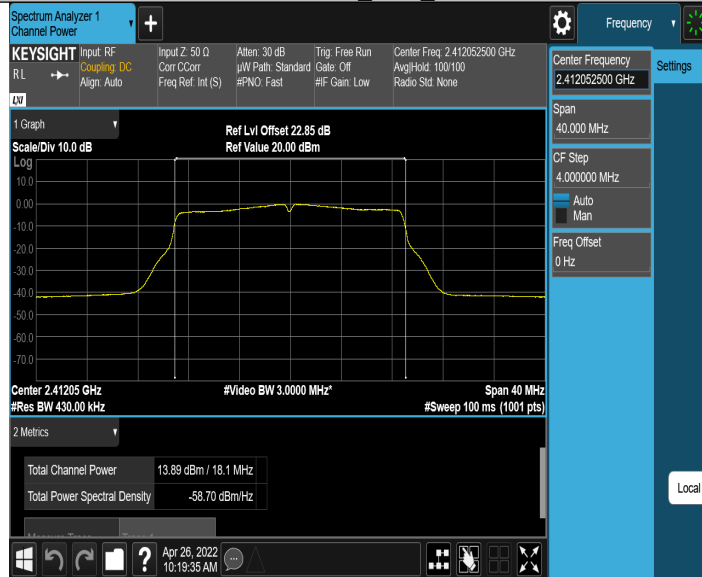 Spectrum Analyzer 1
Channel Power
Frequency
KEYSIGHT
RL
LXI
Input: RF
Coupling: DC
Align: Auto
Input Z: 50 Ω
Corr CCorr
Freq Ref: Int (S)
Atten: 30 dB
µW Path: Standard
#PNO: Fast
Trig: Free Run
Gate: Off
#IF Gain: Low
Center Freq: 2.412052500 GHz
Avg|Hold: 100/100
Radio Std: None
Center Frequency
2.412052500 GHz
Settings
Span
40.000 MHz
CF Step
4.000000 MHz
Auto
Man
Freq Offset
0 Hz
Local
1 Graph
Scale/Div 10.0 dB
Ref Lvl Offset 22.85 dB
Ref Value 20.00 dBm
Log
10.0
0.00
-10.0
-20.0
-30.0
-40.0
-50.0
-60.0
-70.0
Center 2.41205 GHz
#Video BW 3.0000 MHz*
Span 40 MHz
#Res BW 430.00 kHz
#Sweep 100 ms (1001 pts)
2 Metrics
Total Channel Power 13.89 dBm / 18.1 MHz
Total Power Spectral Density -58.70 dBm/Hz
?
Apr 26, 2022
10:19:35 AM